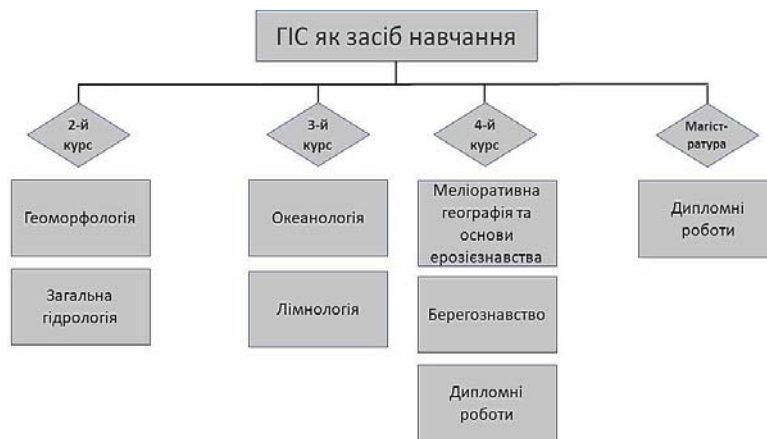 ГІС як засіб навчання
2-й
курс
3-й
курс
4-й
курс
Магіст-
ратура
Геоморфологія
Загальна
гідрологія
Океанологія
Лімнологія
Меліоративна
географія та
основи
ерозієзнавства
Берегознавство
Дипломні
роботи
Дипломні
роботи